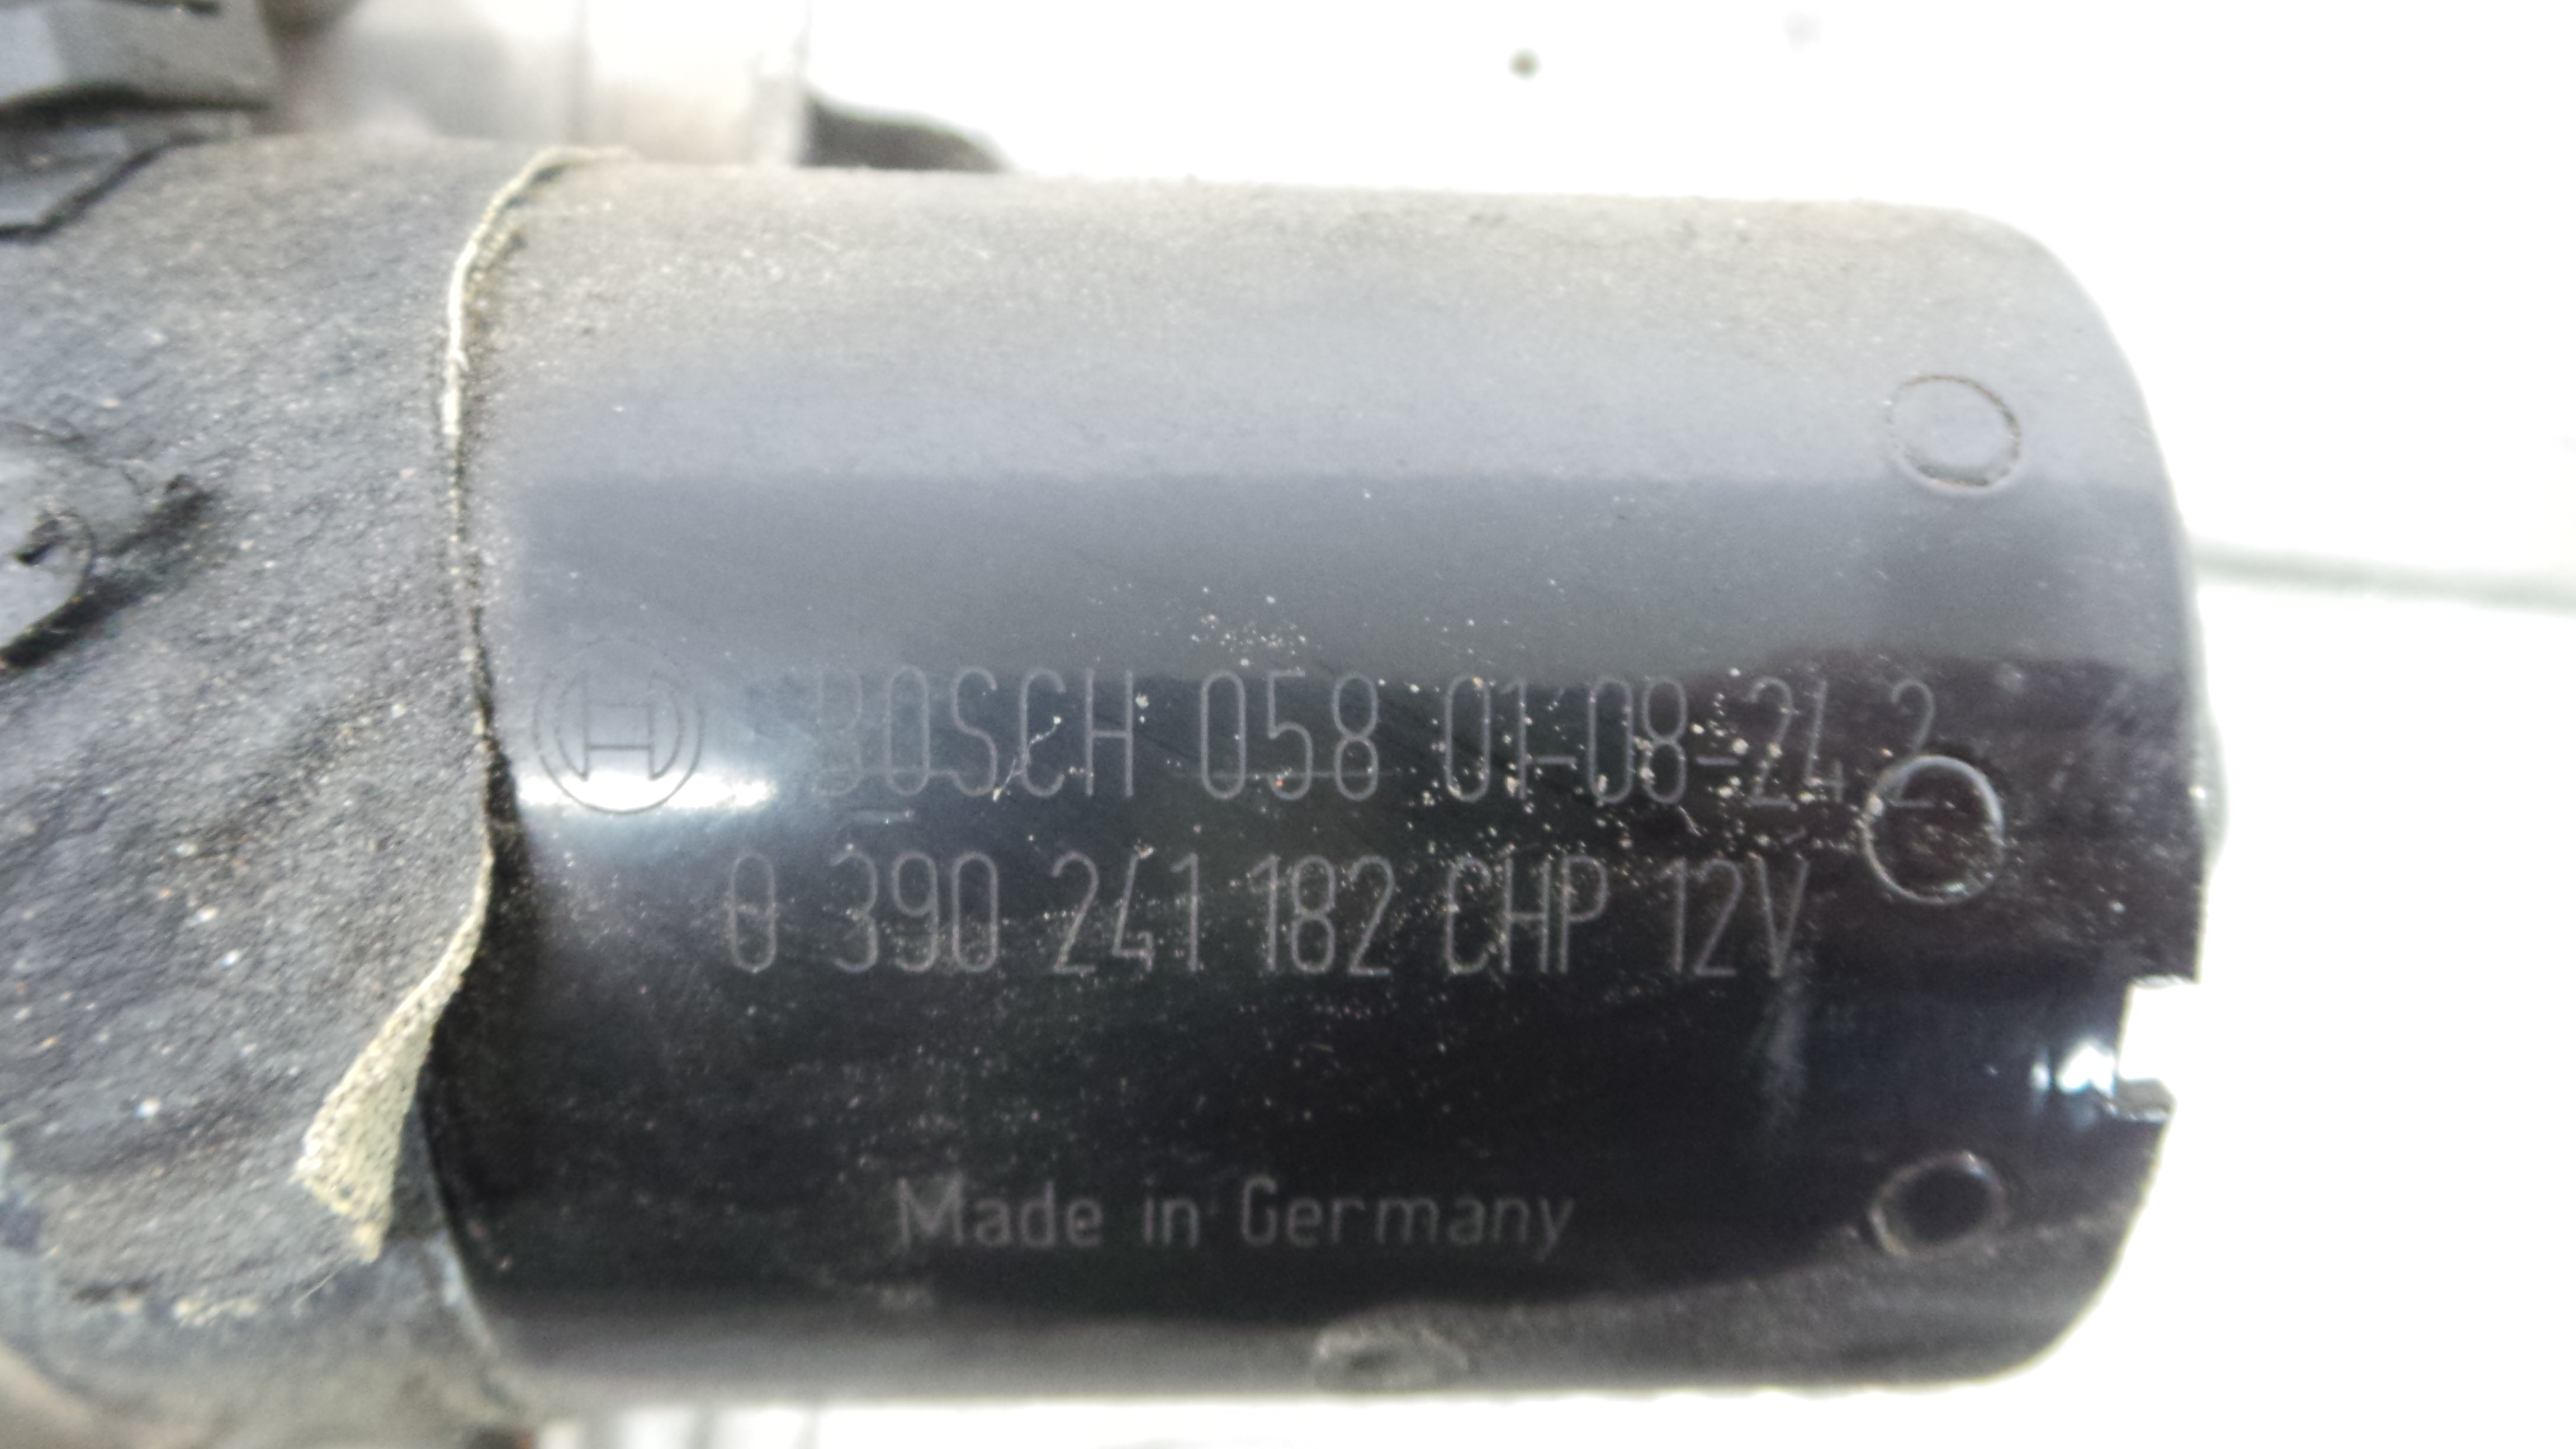 BOSCH 058 01-08-24 2
0 390 241 182 CHP 12V
Made in Germany